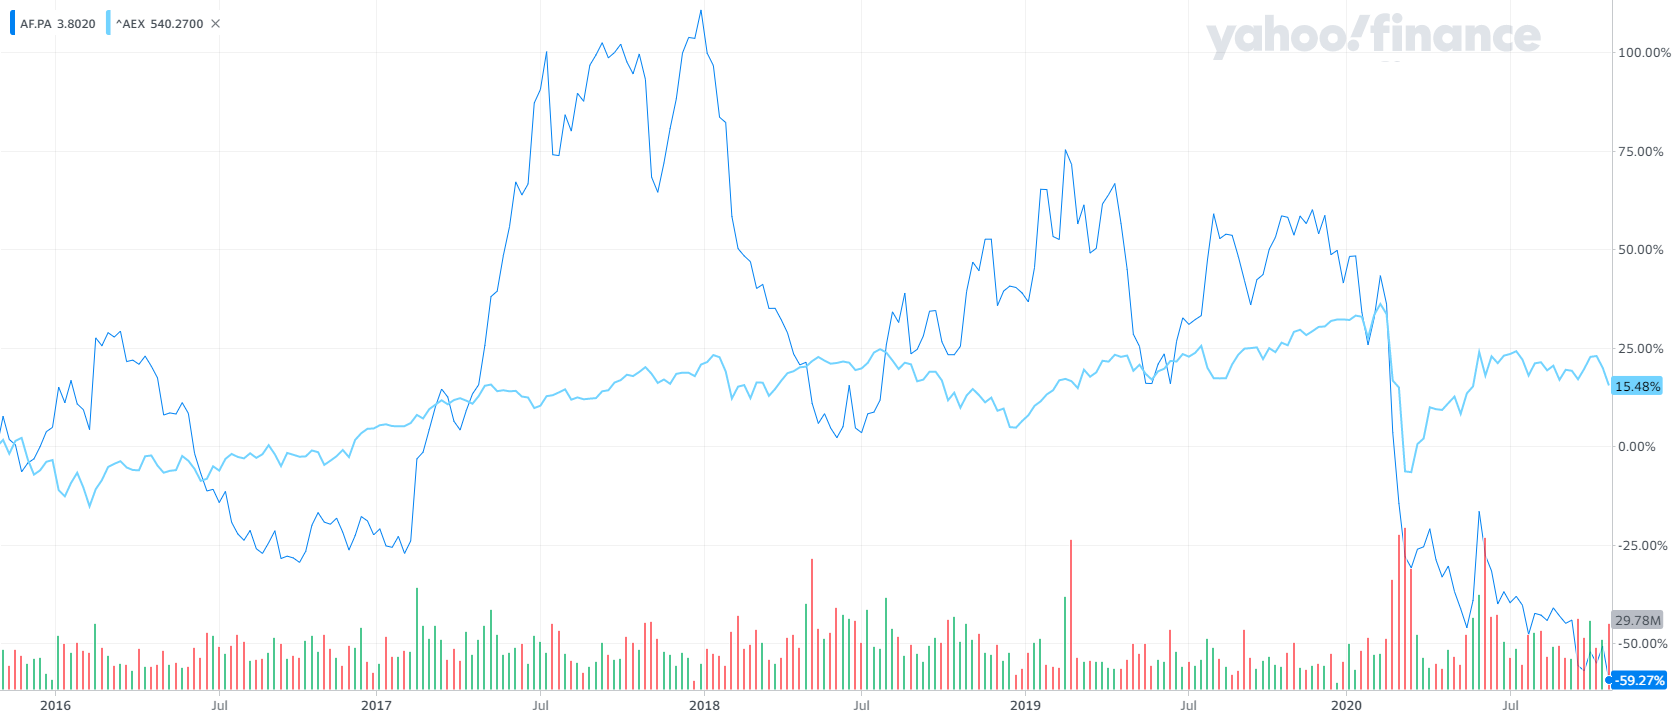 AF.PA 3.8020 ^AEX 540.2700 ×
yahoo!finance
100.00%
75.00%
50.00%
25.00%
15.48%
0.00%
-25.00%
29.78M
-50.00%
-59.27%
2016 Jul 2017 Jul 2018 Jul 2019 Jul 2020 Jul